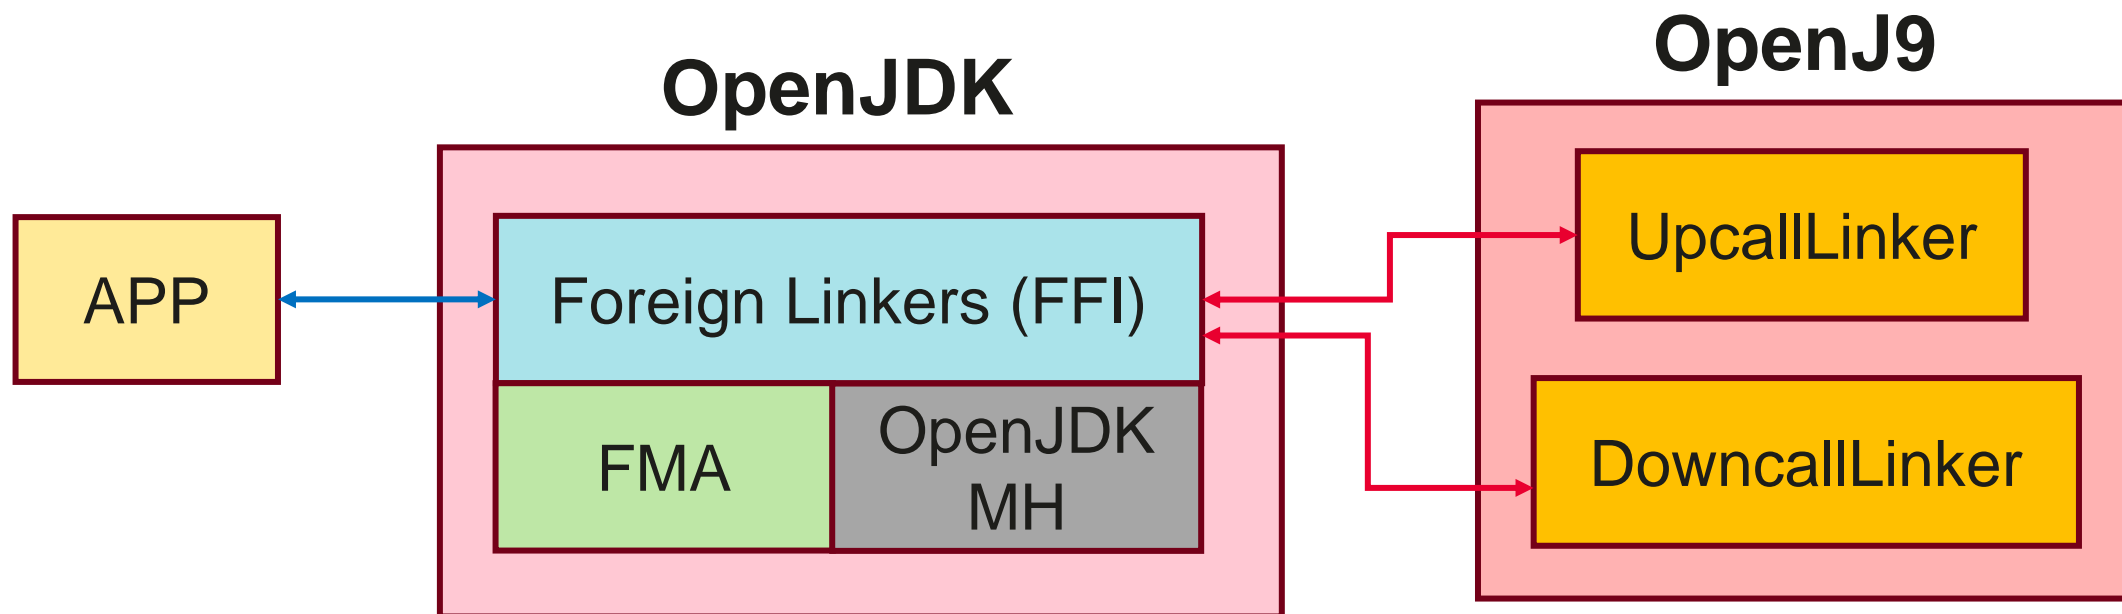 OpenJDK
OpenJ9
APP
Foreign Linkers (FFI)
FMA
OpenJDK
MH
UpcallLinker
DowncallLinker